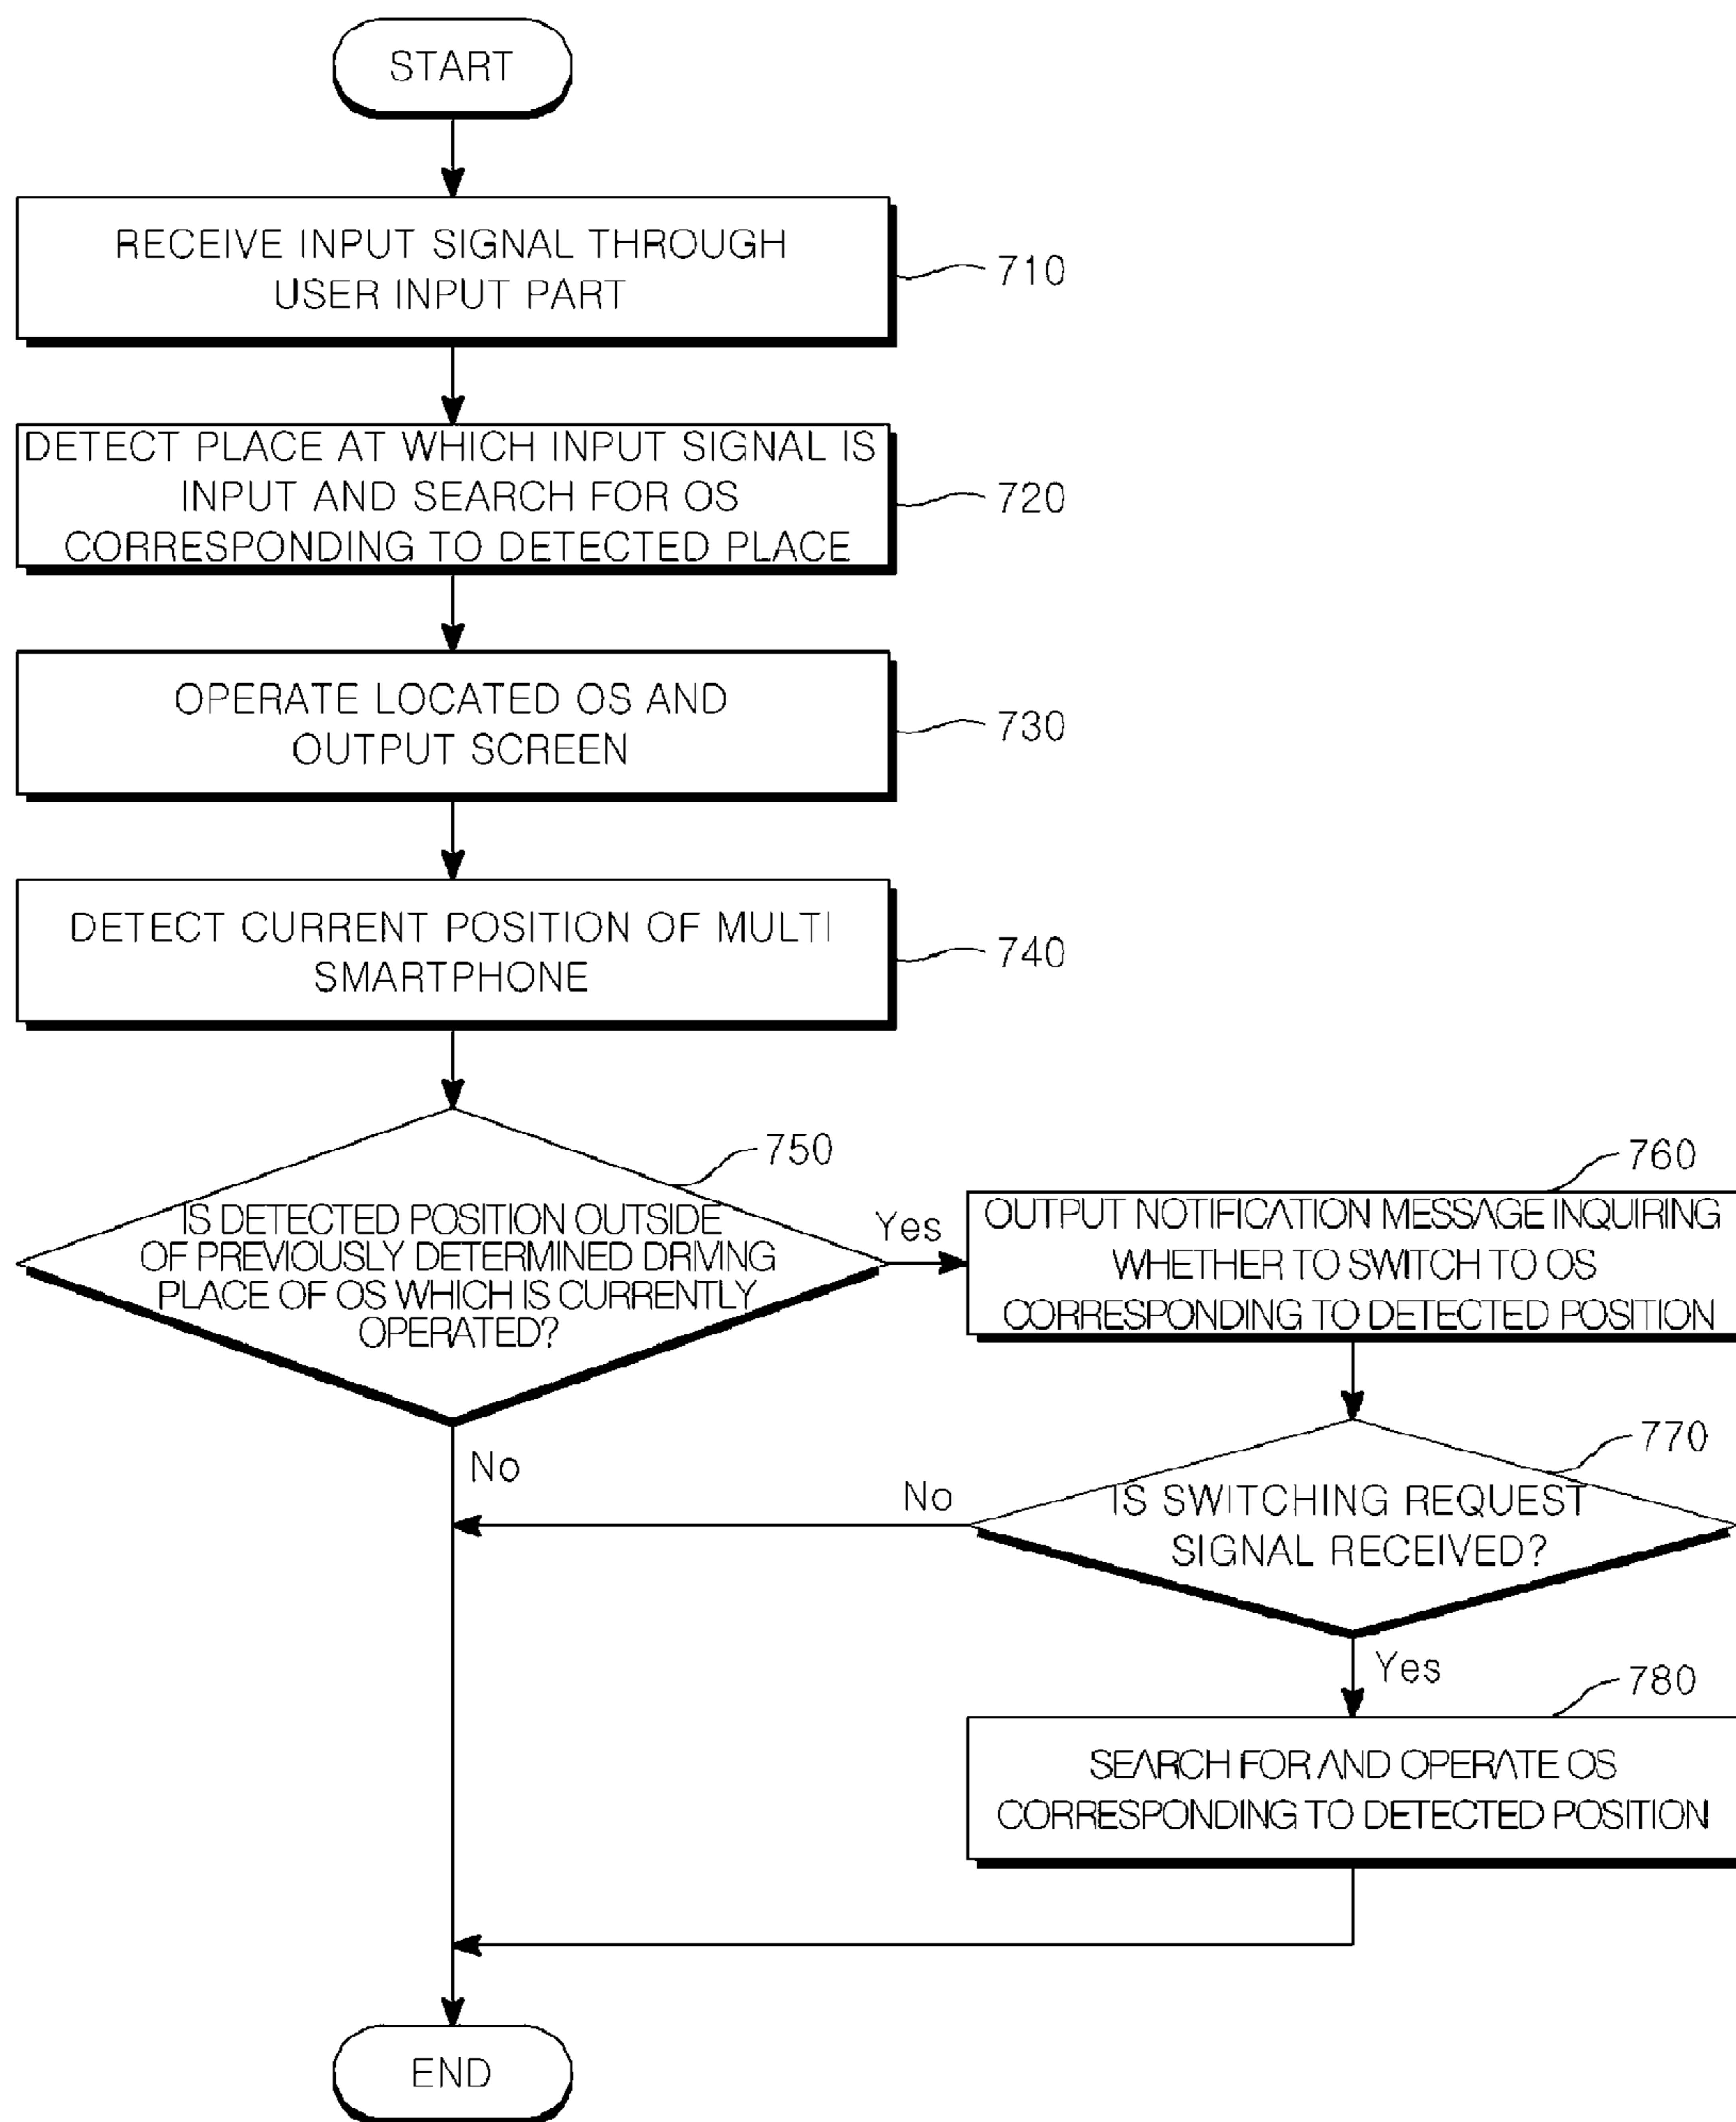 START
RECEIVE INPUT SIGNAL THROUGH
USER INPUT PART
710
DETECT PLACE AT WHICH INPUT SIGNAL IS
INPUT AND SEARCH FOR OS
CORRESPONDING TO DETECTED PLACE
720
OPERATE LOCATED OS AND
OUTPUT SCREEN
730
DETECT CURRENT POSITION OF MULTI
SMARTPHONE
740
750
IS DETECTED POSITION OUTSIDE
OF PREVIOUSLY DETERMINED DRIVING
PLACE OF OS WHICH IS CURRENTLY
OPERATED?
Yes
No
760
OUTPUT NOTIFICATION MESSAGE INQUIRING
WHETHER TO SWITCH TO OS
CORRESPONDING TO DETECTED POSITION
770
IS SWITCHING REQUEST
SIGNAL RECEIVED?
No
Yes
780
SEARCH FOR AND OPERATE OS
CORRESPONDING TO DETECTED POSITION
END